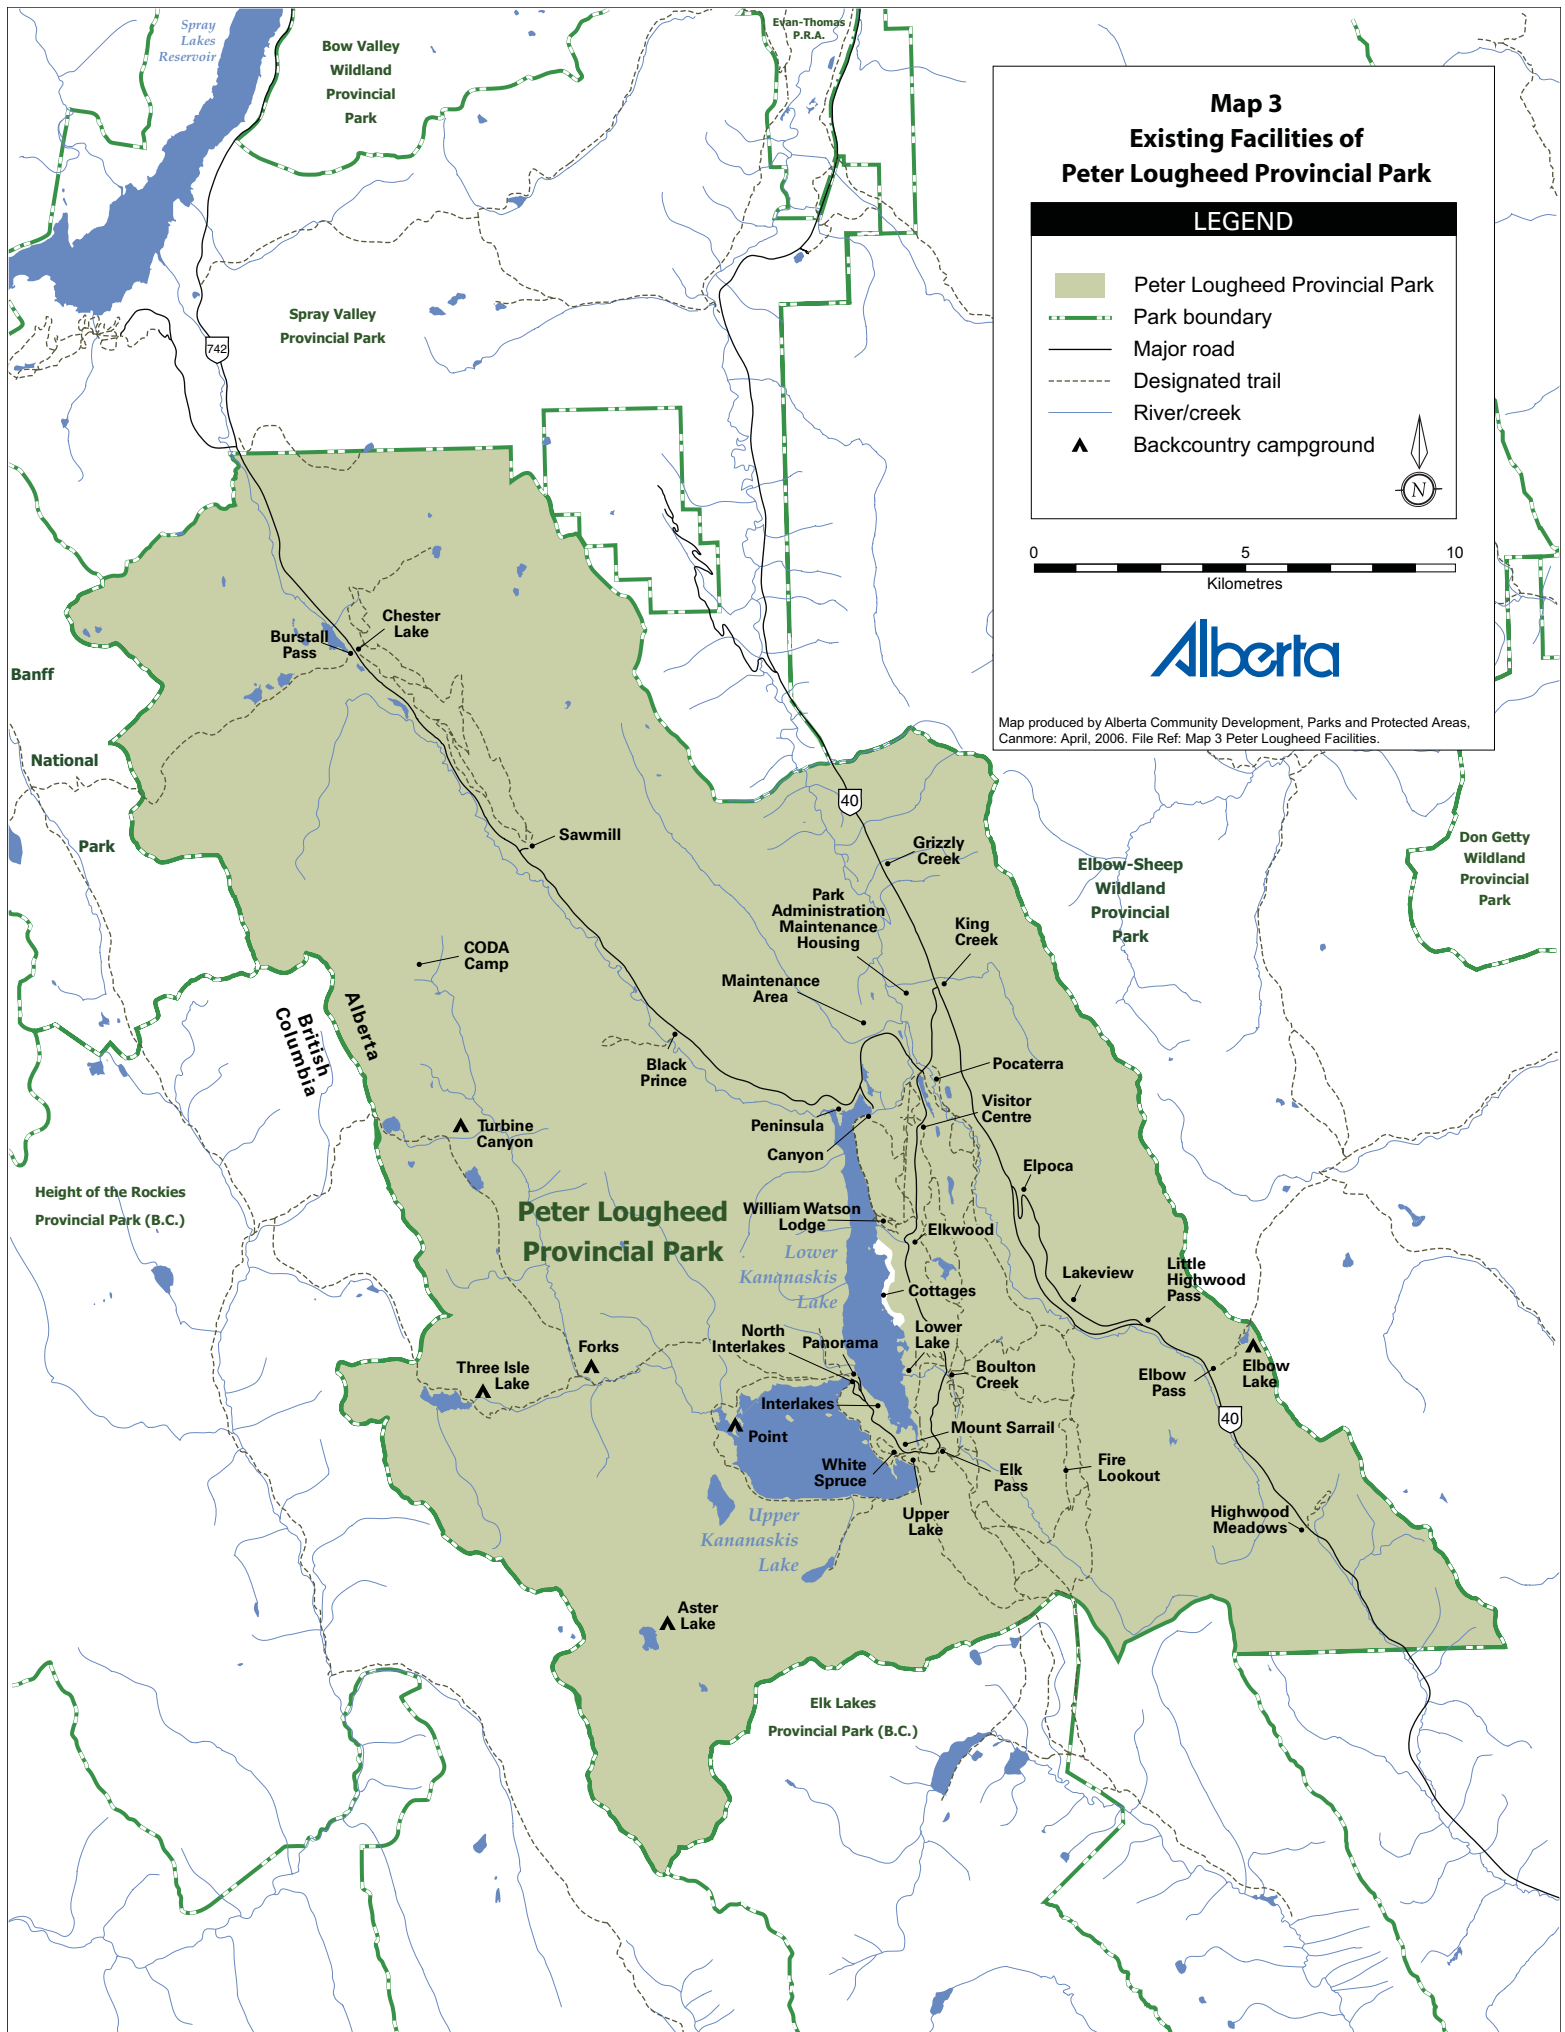 Spray
Lakes
Reservoir
Bow Valley
Wildland
Provincial
Park
Evan-Thomas
P.R.A.
Map 3
Existing Facilities of
Peter Lougheed Provincial Park
LEGEND
Peter Lougheed Provincial Park
Park boundary
Major road
Designated trail
River/creek
Backcountry campground
N
0 5 10
Kilometres
Alberta
Map produced by Alberta Community Development, Parks and Protected Areas,
Canmore: April, 2006. File Ref: Map 3 Peter Lougheed Facilities.
Spray Valley
Provincial Park
742
Chester
Lake
Burstall
Pass
Banff
National
Park
Sawmill
40
Grizzly
Creek
Elbow-Sheep
Wildland
Provincial
Park
Don Getty
Wildland
Provincial
Park
Park
Administration
Maintenance
Housing
King
Creek
CODA
Camp
Maintenance
Area
Alberta
British
Columbia
Black
Prince
Pocaterra
Visitor
Centre
Peninsula
Canyon
Turbine
Canyon
Elpoca
Height of the Rockies
Provincial Park (B.C.)
Peter Lougheed
Provincial Park
William Watson
Lodge
Elkwood
Lower
Kananaskis
Lake
Cottages
Lakeview
Little
Highwood
Pass
North
Interlakes
Panorama
Lower
Lake
Forks
Three Isle
Lake
Boulton
Creek
Elbow
Pass
Elbow
Lake
Interlakes
40
Point
Mount Sarrail
White
Spruce
Elk
Pass
Fire
Lookout
Upper
Lake
Highwood
Meadows
Upper
Kananaskis
Lake
Aster
Lake
Elk Lakes
Provincial Park (B.C.)